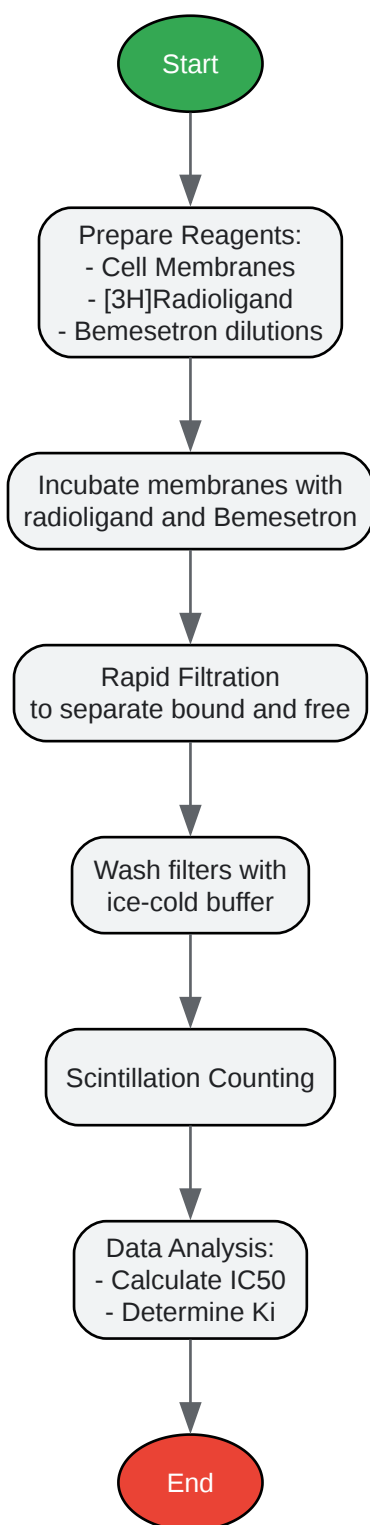 Start
Prepare Reagents:
- Cell Membranes
- [3H]Radioligand
- Bemesetron dilutions
Incubate membranes with
radioligand and Bemesetron
Rapid Filtration
to separate bound and free
Wash filters with
ice-cold buffer
Scintillation Counting
Data Analysis:
- Calculate IC50
- Determine Ki
End